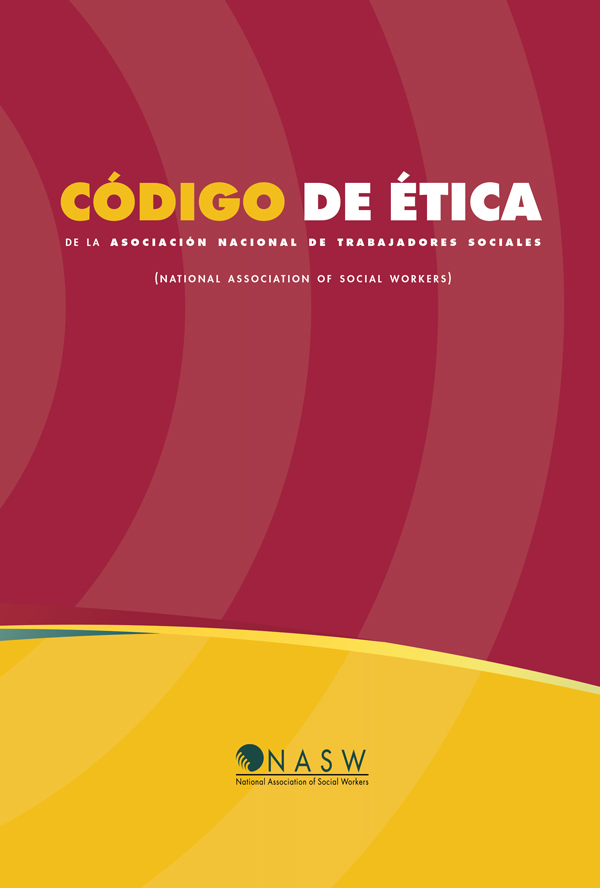 CÓDIGO DE ÉTICA
DE LA ASOCIACIÓN NACIONAL DE TRABAJADORES SOCIALES
(NATIONAL ASSOCIATION OF SOCIAL WORKERS)
NASW
National Association of Social Workers